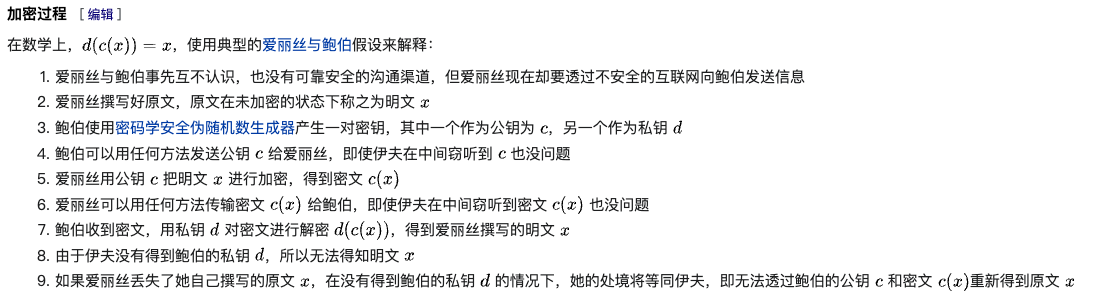 加密过程 [编辑]
在数学上，d(c(x)) = x，使用典型的爱丽丝与鲍伯假设来解释：
1. 爱丽丝与鲍伯事先互不认识，也没有可靠安全的沟通渠道，但爱丽丝现在却要透过不安全的互联网向鲍伯发送信息
2. 爱丽丝撰写好原文，原文在未加密的状态下称之为明文 x
3. 鲍伯使用密码学安全伪随机数生成器产生一对密钥，其中一个作为公钥为 c，另一个作为私钥 d
4. 鲍伯可以用任何方法发送公钥 c 给爱丽丝，即使伊夫在中间窃听到 c 也没问题
5. 爱丽丝用公钥 c 把明文 x 进行加密，得到密文 c(x)
6. 爱丽丝可以用任何方法传输密文 c(x) 给鲍伯，即使伊夫在中间窃听到密文 c(x) 也没问题
7. 鲍伯收到密文，用私钥 d 对密文进行解密 d(c(x))，得到爱丽丝撰写的明文 x
8. 由于伊夫没有得到鲍伯的私钥 d，所以无法得知明文 x
9. 如果爱丽丝丢失了她自己撰写的原文 x，在没有得到鲍伯的私钥 d 的情况下，她的处境将等同伊夫，即无法透过鲍伯的公钥 c 和密文 c(x)重新得到原文 x